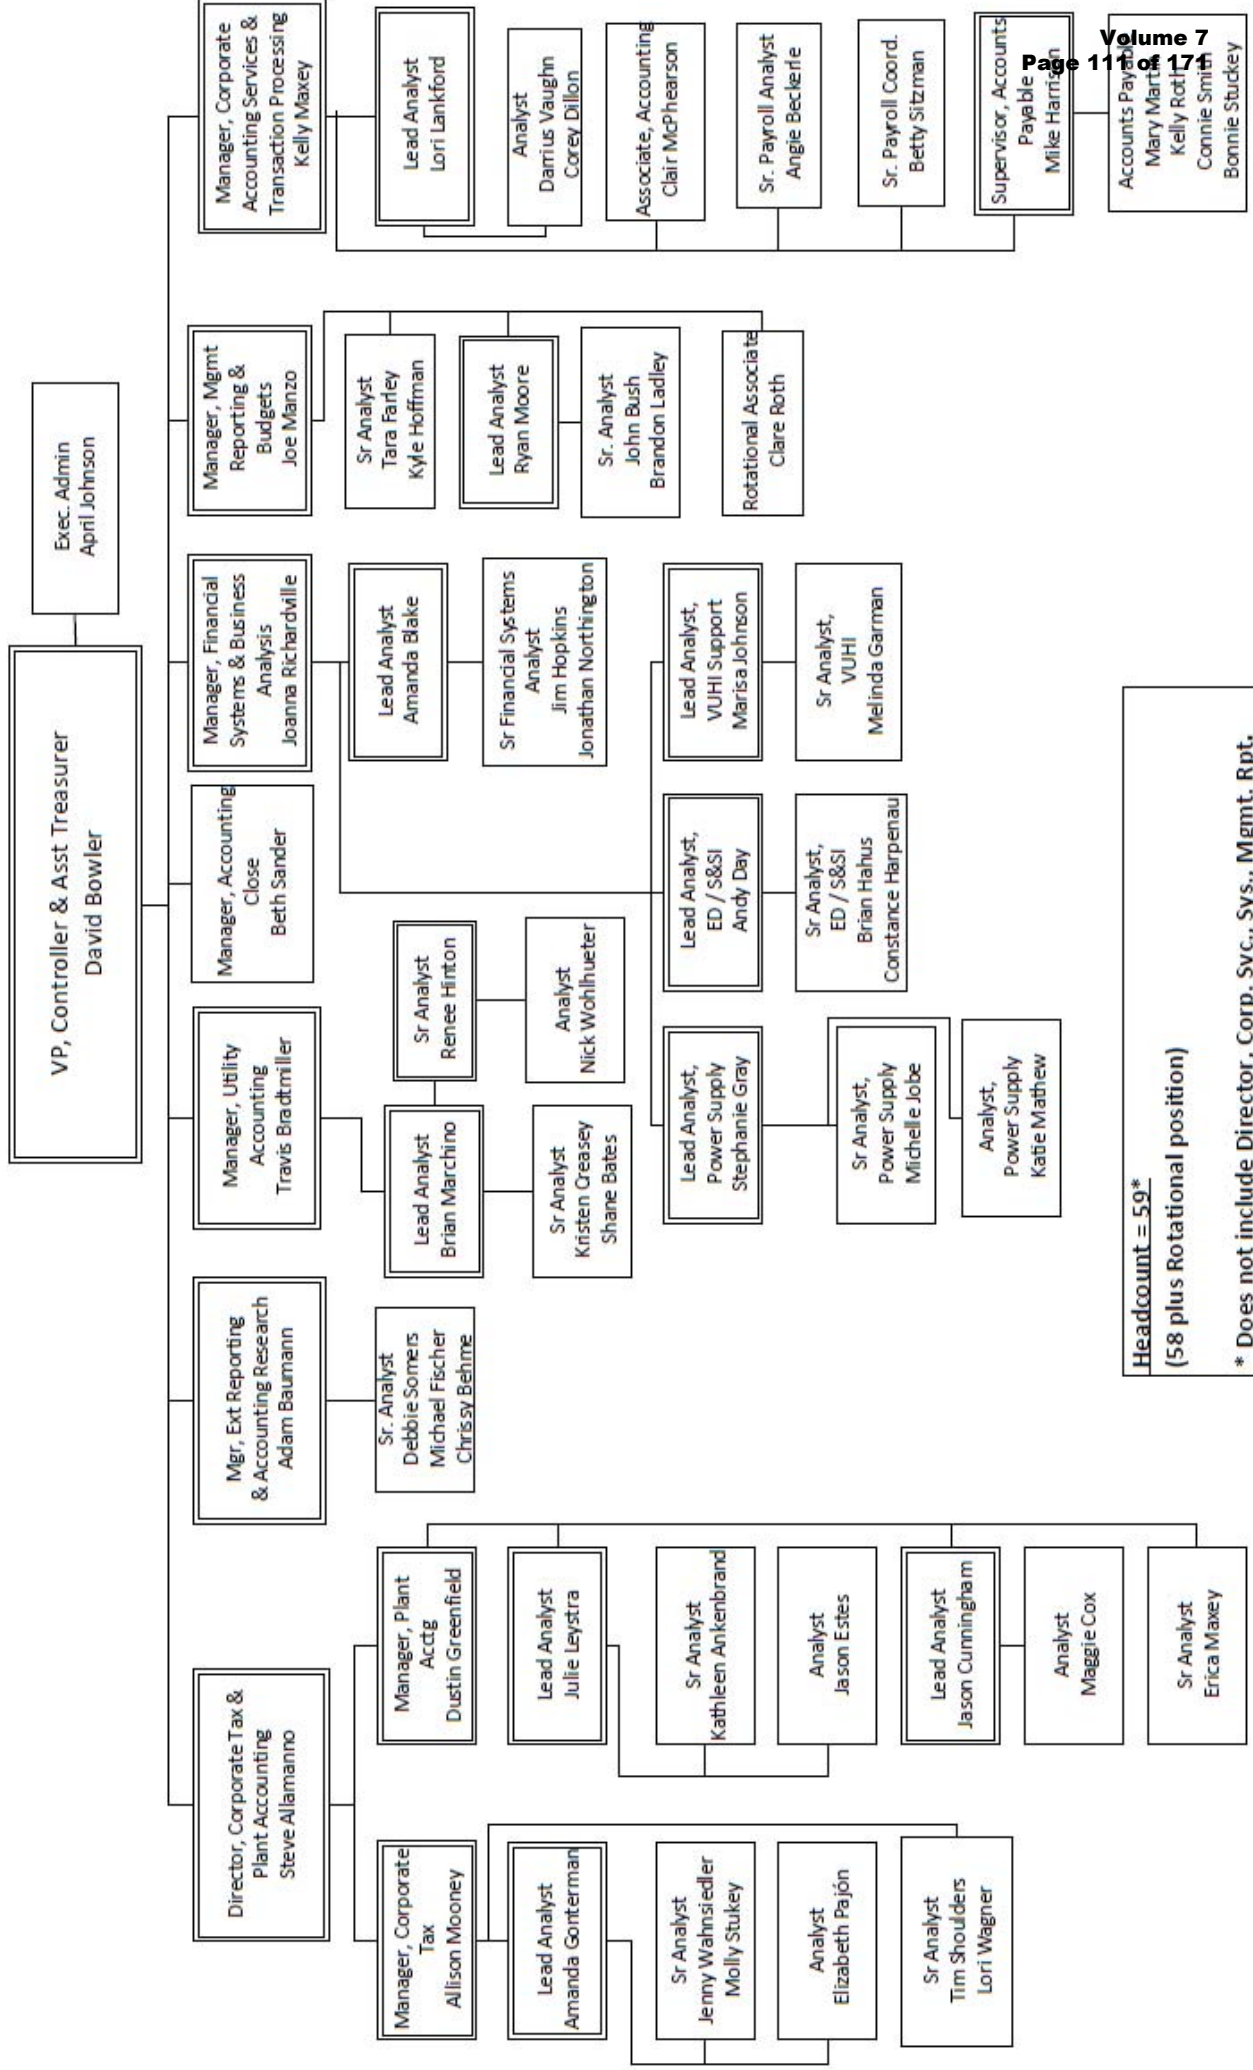 Volume 7
Page 111 of 171
VP, Controller & Asst Treasurer
David Bowler
Exec. Admin
April Johnson
Director, Corporate Tax &
Plant Accounting
Steve Allamanno
Mgr, Ext Reporting
& Accounting Research
Adam Baumann
Manager, Utility
Accounting
Travis Bradtmiller
Manager, Accounting
Close
Beth Sander
Manager, Financial
Systems & Business
Analysis
Joanna Richardville
Manager, Mgmt
Reporting &
Budgets
Joe Manzo
Manager, Corporate
Accounting Services &
Transaction Processing
Kelly Maxey
Manager, Corporate
Tax
Allison Mooney
Lead Analyst
Amanda Gonterman
Sr Analyst
Jenny Wahnsiedler
Molly Stukey
Analyst
Elizabeth Pajón
Sr Analyst
Tim Shoulders
Lori Wagner
Manager, Plant
Acctg
Dustin Greenfield
Lead Analyst
Julie Leystra
Sr Analyst
Kathleen Ankenbrand
Analyst
Jason Estes
Lead Analyst
Jason Cunningham
Analyst
Maggie Cox
Sr Analyst
Erica Maxey
Sr. Analyst
Debbie Somers
Michael Fischer
Chrissy Behme
Lead Analyst
Brian Marchino
Sr Analyst
Renee Hinton
Sr Analyst
Kristen Creasey
Shane Bates
Analyst
Nick Wohlhueter
Lead Analyst
Amanda Blake
Sr Financial Systems
Analyst
Jim Hopkins
Jonathan Northington
Lead Analyst,
Power Supply
Stephanie Gray
Sr Analyst,
Power Supply
Michelle Jobe
Analyst,
Power Supply
Katie Mathew
Lead Analyst,
ED / S&SI
Andy Day
Sr Analyst,
ED / S&SI
Brian Hahus
Constance Harpenau
Lead Analyst,
VUHI Support
Marisa Johnson
Sr Analyst,
VUHI
Melinda Garman
Sr Analyst
Tara Farley
Kyle Hoffman
Lead Analyst
Ryan Moore
Sr. Analyst
John Bush
Brandon Ladley
Rotational Associate
Clare Roth
Lead Analyst
Lori Lankford
Analyst
Darrius Vaughn
Corey Dillon
Associate, Accounting
Clair McPhearson
Sr. Payroll Analyst
Angie Beckerle
Sr. Payroll Coord.
Betty Sitzman
Supervisor, Accounts
Payable
Mike Harrison
Accounts Payable
Mary Martin
Kelly Roth
Connie Smith
Bonnie Stuckey
Headcount = 59*
(58 plus Rotational position)
* Does not include Director, Corp. Svc., Sys., Mgmt. Rpt.